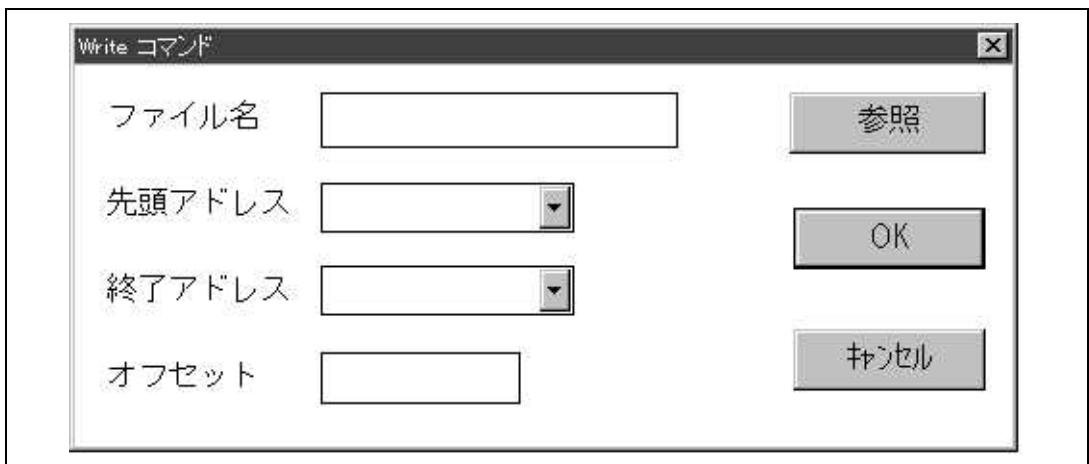 Write コマンド
ファイル名
参照
先頭アドレス
OK
終了アドレス
オフセット
ｷｬﾝｾﾙ